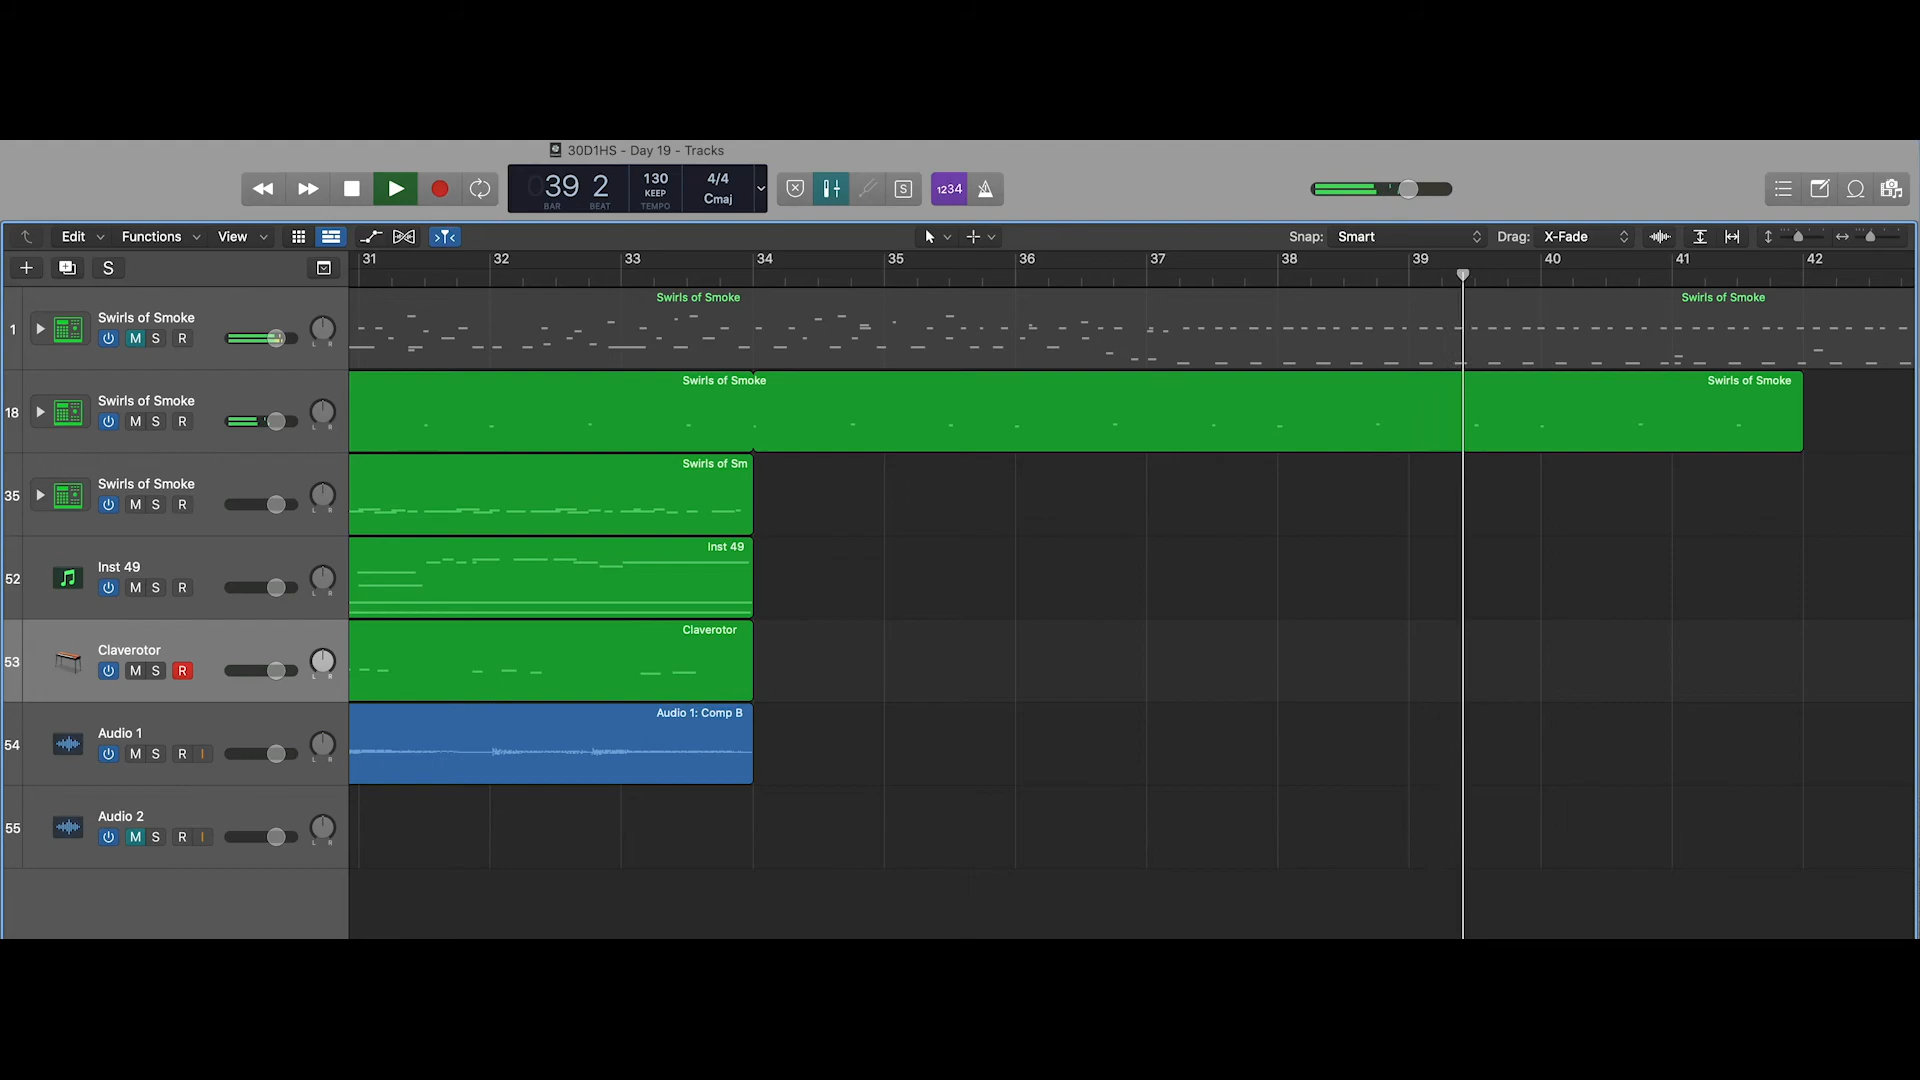 30D1HS - Day 19 - Tracks
039 2 130 4/4
KEEP Cmaj
BAR BEAT TEMPO
S 1234
Edit Functions View Snap: Smart Drag: X-Fade
S 31 32 33 34 35 36 37 38 39 40 41 42
Swirls of Smoke Swirls of Smoke
1 Swirls of Smoke
M S R L R
Swirls of Smoke Swirls of Smoke
18 Swirls of Smoke
M S R L R
Swirls of Sm
35 Swirls of Smoke
M S R L R
Inst 49
52 Inst 49
M S R L R
Claverotor
53 Claverotor
M S R L R
Audio 1: Comp B
54 Audio 1
M S R I L R
55 Audio 2
M S R I L R